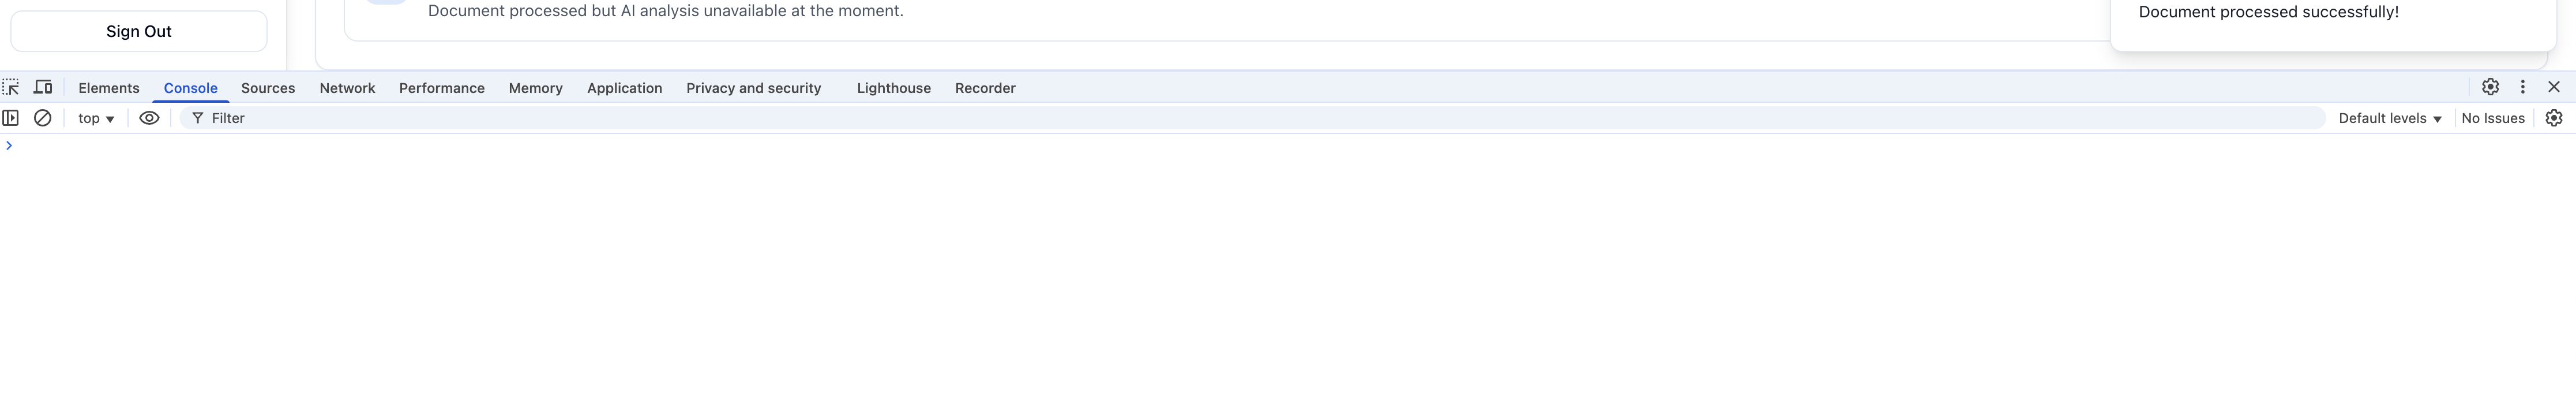 Document processed but AI analysis unavailable at the moment.
Document processed successfully!
Sign Out
Elements Console Sources Network Performance Memory Application Privacy and security Lighthouse Recorder
top Filter Default levels No Issues